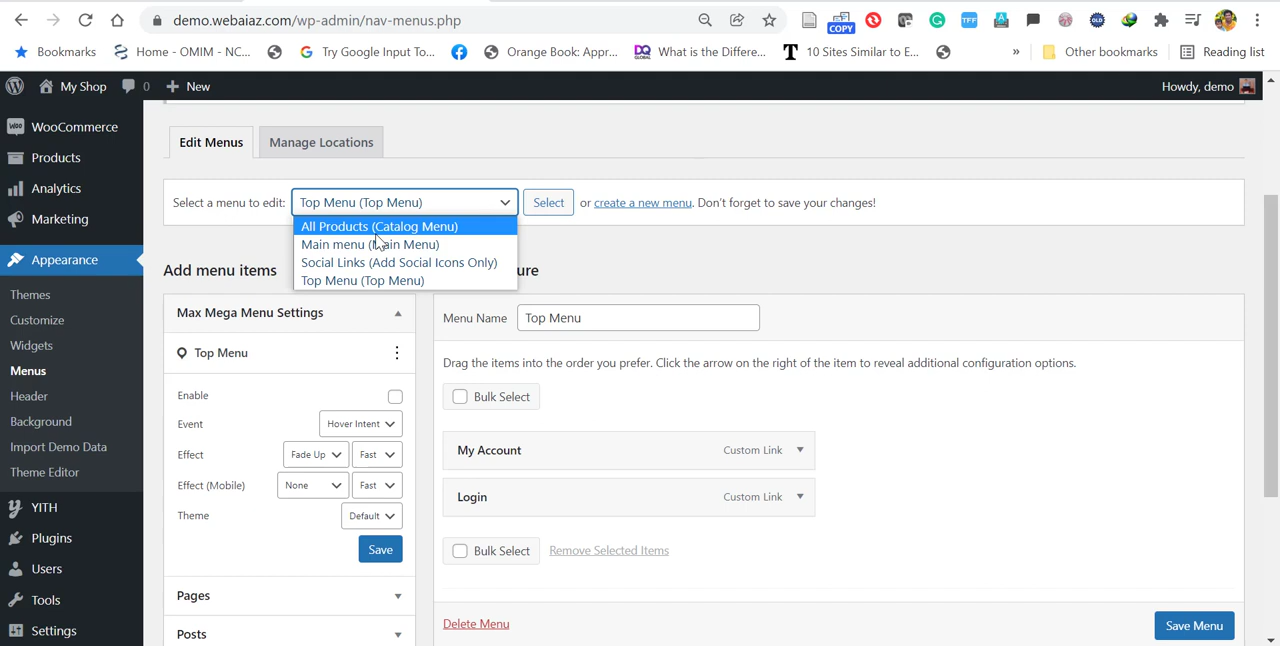 demo.webaiaz.com/wp-admin/nav-menus.php
COPY
TFF
OLD
Bookmarks
Home - OMIM - NC...
Try Google Input To...
Orange Book: Appr...
DQ GLOBAL
What is the Differe...
T
10 Sites Similar to E...
»
Other bookmarks
Reading list
My Shop
0
+ New
Howdy, demo
WooCommerce
Products
Analytics
Marketing
Appearance
Themes
Customize
Widgets
Menus
Header
Background
Import Demo Data
Theme Editor
YITH
Plugins
Users
Tools
Settings
Edit Menus
Manage Locations
Select a menu to edit:
Top Menu (Top Menu)
Select
or create a new menu. Don't forget to save your changes!
All Products (Catalog Menu)
Main menu (Main Menu)
Social Links (Add Social Icons Only)
Top Menu (Top Menu)
Add menu items
ure
Max Mega Menu Settings
Top Menu
Enable
Event
Hover Intent
Effect
Fade Up
Fast
Effect (Mobile)
None
Fast
Theme
Default
Save
Pages
Posts
Menu Name
Top Menu
Drag the items into the order you prefer. Click the arrow on the right of the item to reveal additional configuration options.
Bulk Select
My Account
Custom Link
Login
Custom Link
Bulk Select
Remove Selected Items
Delete Menu
Save Menu